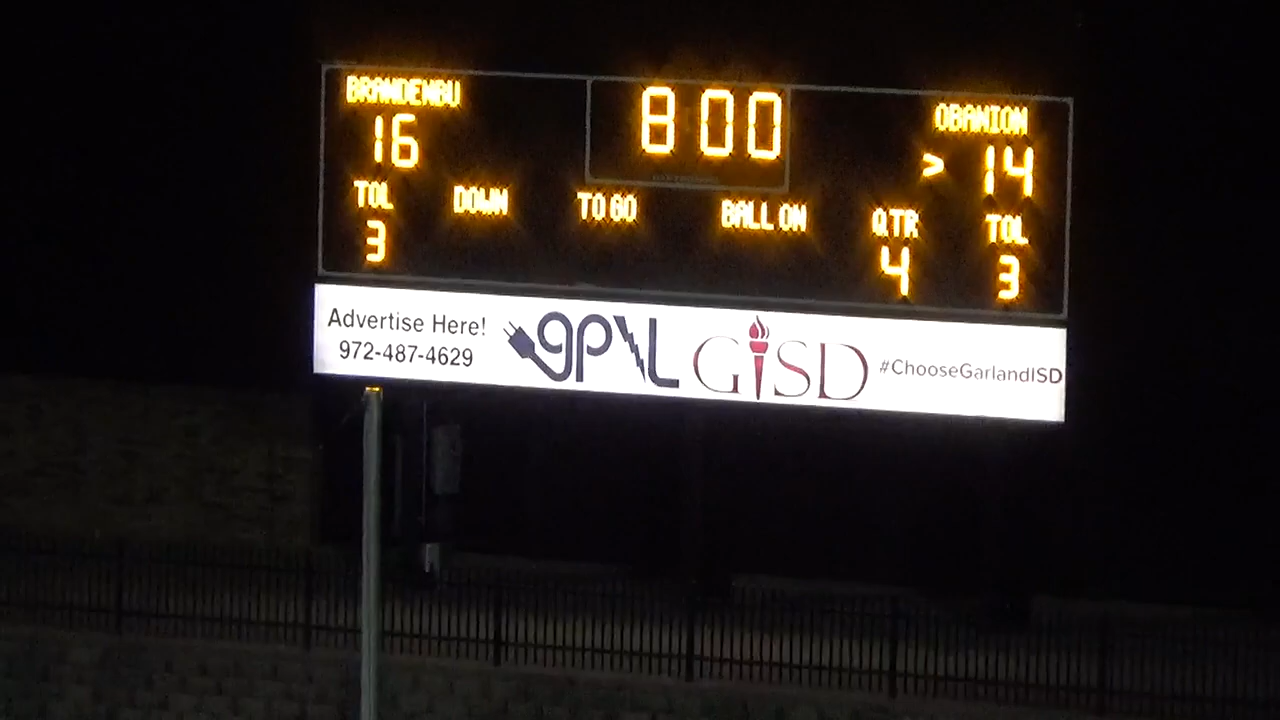 BRANDENBU
8 00
OBANION
16
> 14
TOL
DOWN
TO GO
BALL ON
QTR
TOL
3
4
3
Advertise Here!
972-487-4629
gp\L
GISD
#ChooseGarlandISD